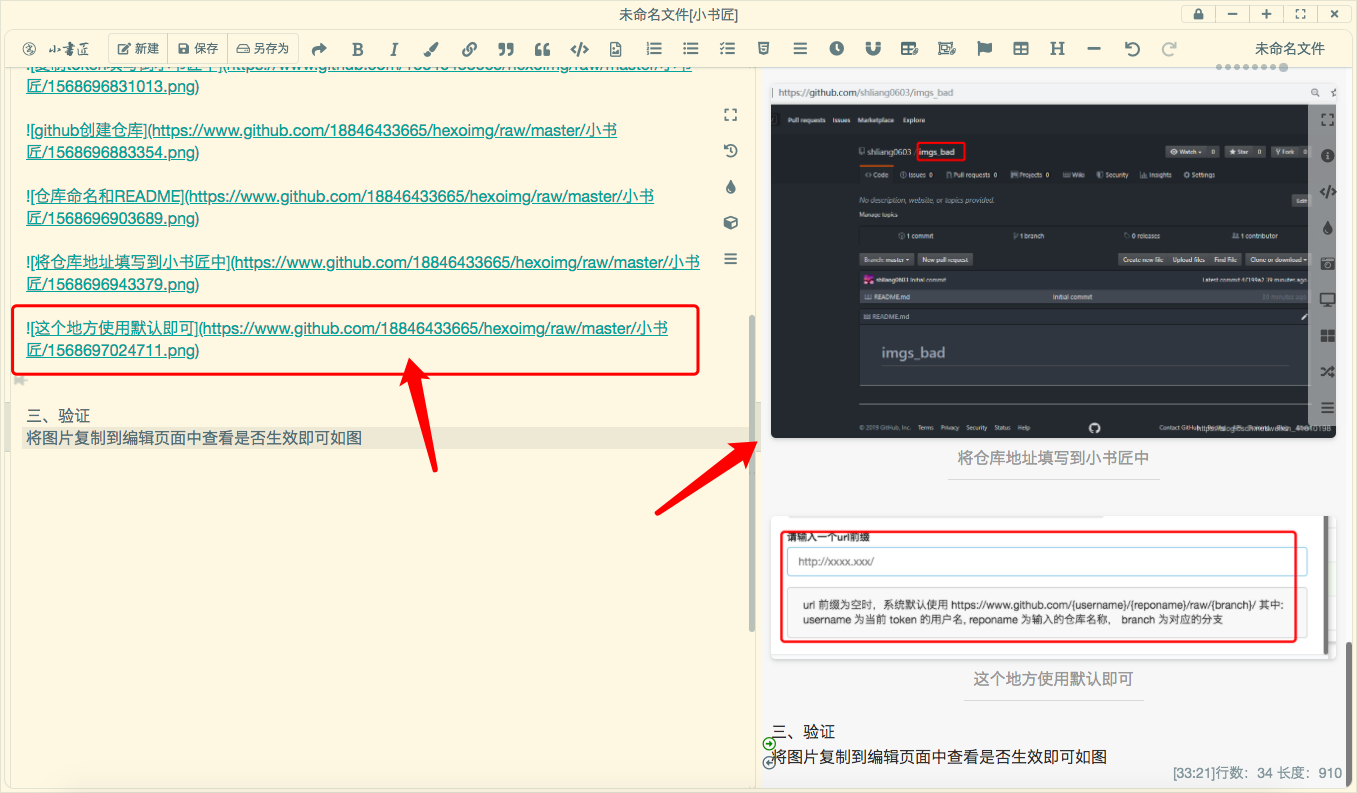 未命名文件[小书匠]
小書匠 新建 保存 另存为 未命名文件
匠/1568696831013.png)
![github创建仓库](https://www.github.com/18846433665/hexoimg/raw/master/小书
匠/1568696883354.png)
![仓库命名和README](https://www.github.com/18846433665/hexoimg/raw/master/小书
匠/1568696903689.png)
![将仓库地址填写到小书匠中](https://www.github.com/18846433665/hexoimg/raw/master/小书
匠/1568696943379.png)
![这个地方使用默认即可](https://www.github.com/18846433665/hexoimg/raw/master/小书
匠/1568697024711.png)
三、验证
将图片复制到编辑页面中查看是否生效即可如图
https://github.com/shliang0603/imgs_bad
Pull requests Issues Marketplace Explore
shliang0603 / imgs_bad Watch 0 Star 0 Fork 0
Code Issues 0 Pull requests 0 Projects 0 Wiki Security Insights Settings
No description, website, or topics provided. Edit
Manage topics
1 commit 1 branch 0 releases 1 contributor
Branch: master New pull request Create new file Upload files Find File Clone or download
shliang0603 Initial commit Latest commit 39 minutes ago
README.md Initial commit 39 minutes ago
README.md
imgs_bad
© 2019 GitHub, Inc. Terms Privacy Security Status Help Contact GitHub
将仓库地址填写到小书匠中
请输入一个url前缀
http://xxxx.xxx/
url 前缀为空时，系统默认使用 https://www.github.com/{username}/{reponame}/raw/{branch}/ 其中:
username 为当前 token 的用户名, reponame 为输入的仓库名称， branch 为对应的分支
这个地方使用默认即可
三、验证
将图片复制到编辑页面中查看是否生效即可如图
[33:21]行数：34 长度：910